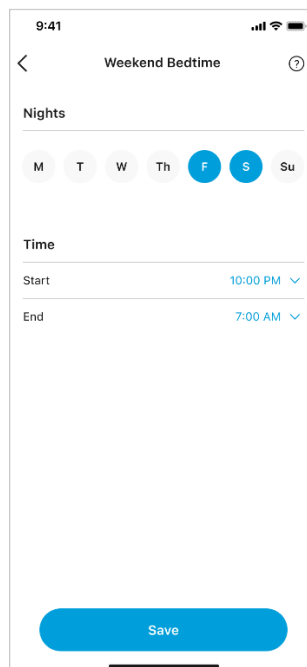 9:41
Weekend Bedtime ?
Nights
M T W Th F S Su
Time
Start 10:00 PM
End 7:00 AM
Save